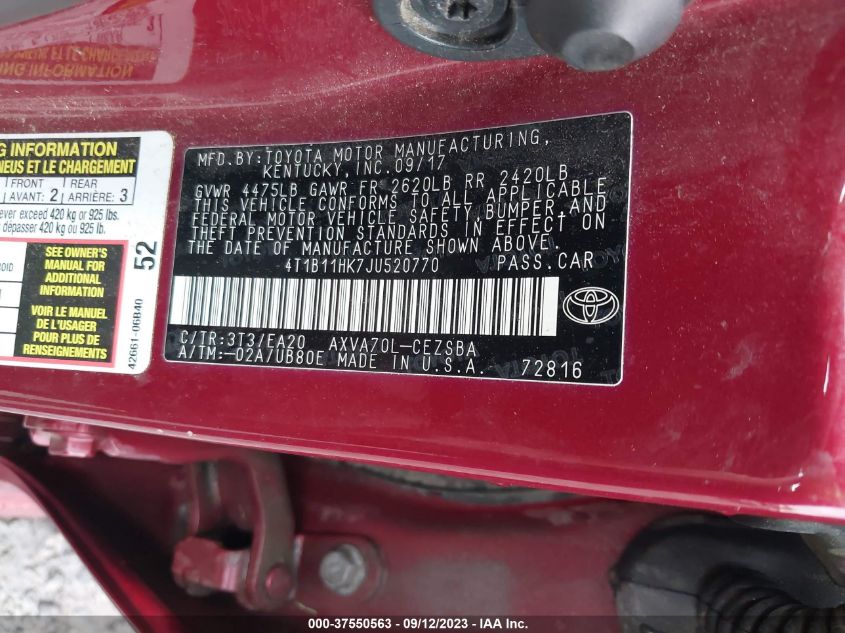 NG INFORMATION
NEUS ET LE CHARGEMENT
FRONT REAR
AVANT: 2 ARRIÈRE: 3
ever exceed 420 kg or 925 lbs.
dépasser 420 kg ou 925 lb.
SEE OWNER'S
MANUAL FOR
ADDITIONAL
INFORMATION
VOIR LE MANUEL
DE L'USAGER
POUR PLUS DE
RENSEIGNEMENTS
52
42661-06B40
MFD. BY: TOYOTA MOTOR MANUFACTURING,
KENTUCKY, INC. 09/17
GVWR 4475LB GAWR FR 2620LB RR 2420LB
THIS VEHICLE CONFORMS TO ALL APPLICABLE
FEDERAL MOTOR VEHICLE SAFETY, BUMPER, AND
THEFT PREVENTION STANDARDS IN EFFECT ON
THE DATE OF MANUFACTURE SHOWN ABOVE.
4T1B11HK7JU520770 PASS. CAR
C/TR: 3T3/EA20 AXVA70L-CEZSBA
A/TM: -02A/UB80E MADE IN U.S.A. 72816
000-37550563 - 09/12/2023 - IAA Inc.